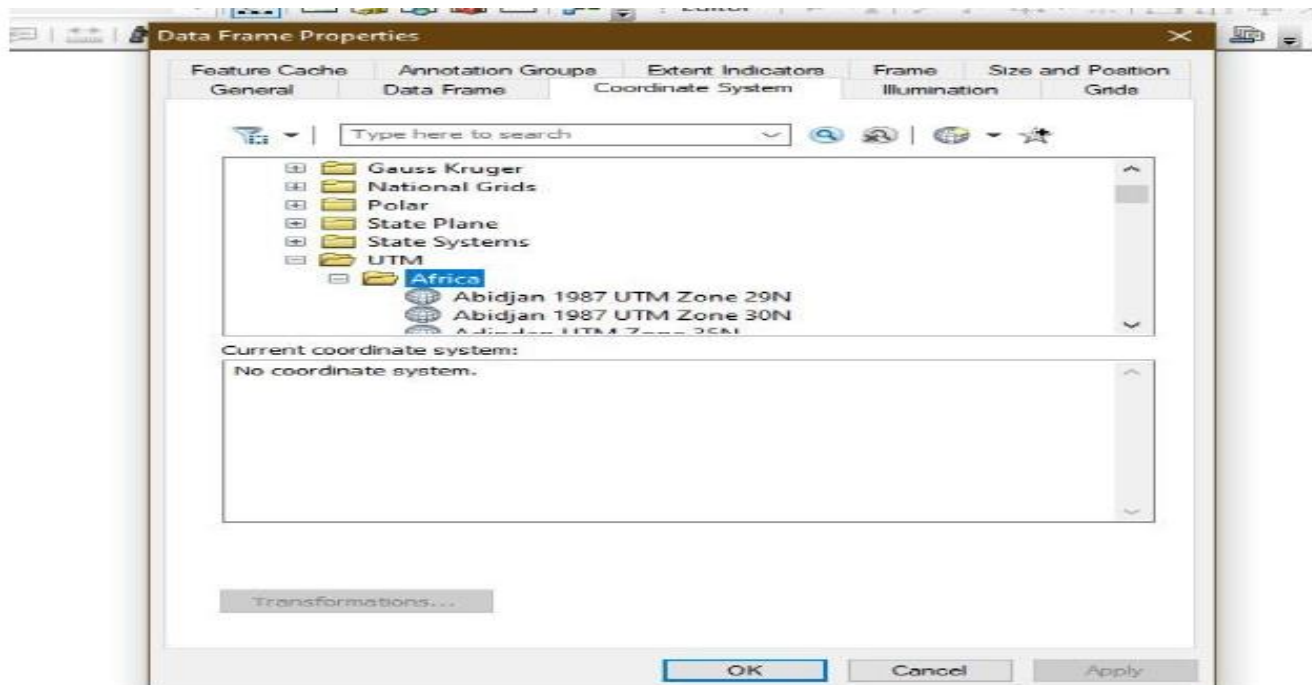 Data Frame Properties
Feature Cache Annotation Groups Extent Indicators Frame Size and Position
General Data Frame Coordinate System Illumination Grids
Type here to search
Gauss Kruger
National Grids
Polar
State Plane
State Systems
UTM
Africa
Abidjan 1987 UTM Zone 29N
Abidjan 1987 UTM Zone 30N
UTM Zone
Current coordinate system:
No coordinate system.
Transformations...
OK Cancel Apply